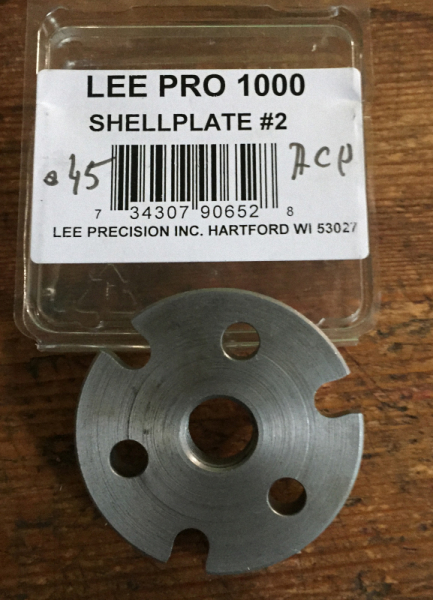 LEE PRO 1000
SHELLPLATE #2
.45 ACP
7 34307 90652 8
LEE PRECISION INC. HARTFORD WI 53027